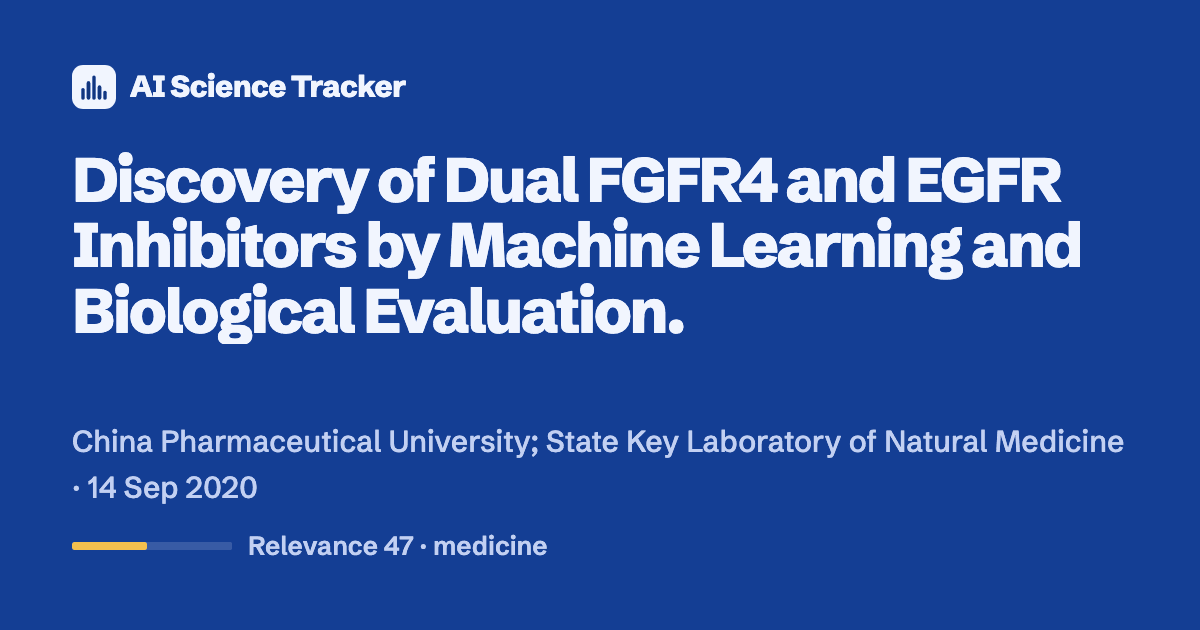 AI Science Tracker
Discovery of Dual FGFR4 and EGFR
Inhibitors by Machine Learning and
Biological Evaluation.
China Pharmaceutical University; State Key Laboratory of Natural Medicine
· 14 Sep 2020
Relevance 47 · medicine